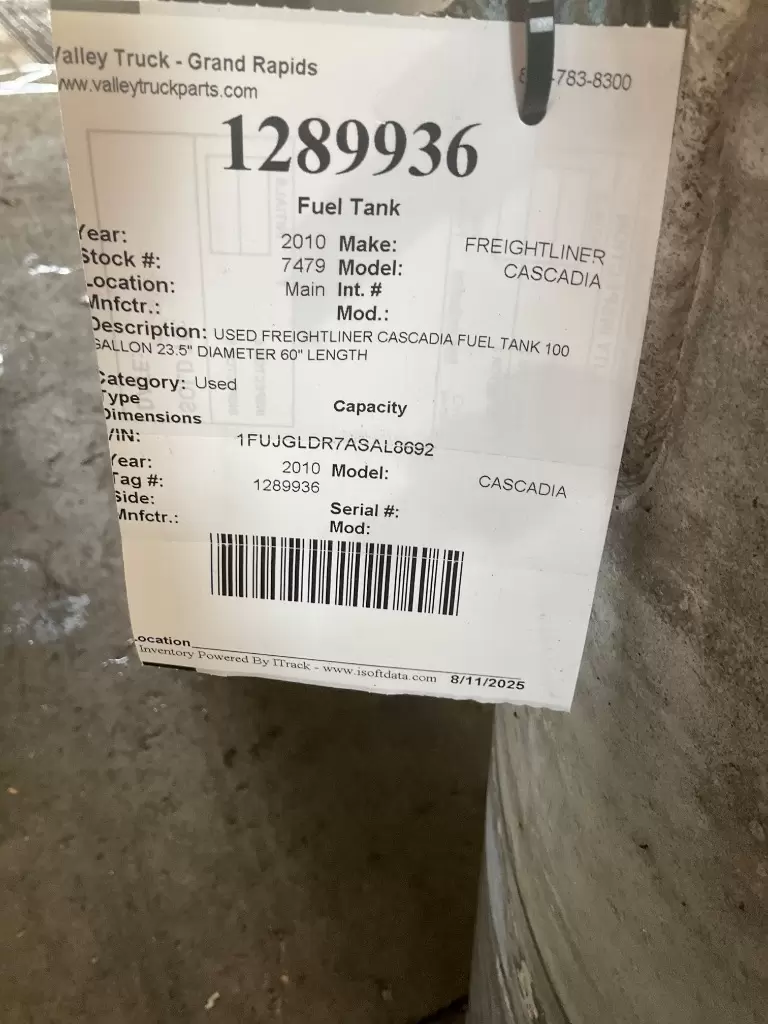 Valley Truck - Grand Rapids
www.valleytruckparts.com
-783-8300
1289936
Fuel Tank
Year: 2010 Make: FREIGHTLINER
Stock #: 7479 Model: CASCADIA
Location: Main Int. #
Mnfctr.: Mod.:
Description: USED FREIGHTLINER CASCADIA FUEL TANK 100
GALLON 23.5" DIAMETER 60" LENGTH
Category: Used
Type Capacity
Dimensions
VIN: 1FUJGLDR7ASAL8692
Year: 2010 Model: CASCADIA
Tag #: 1289936
Side: Serial #:
Mnfctr.: Mod:
Location
Inventory Powered By ITrack - www.isoftdata.com 8/11/2025